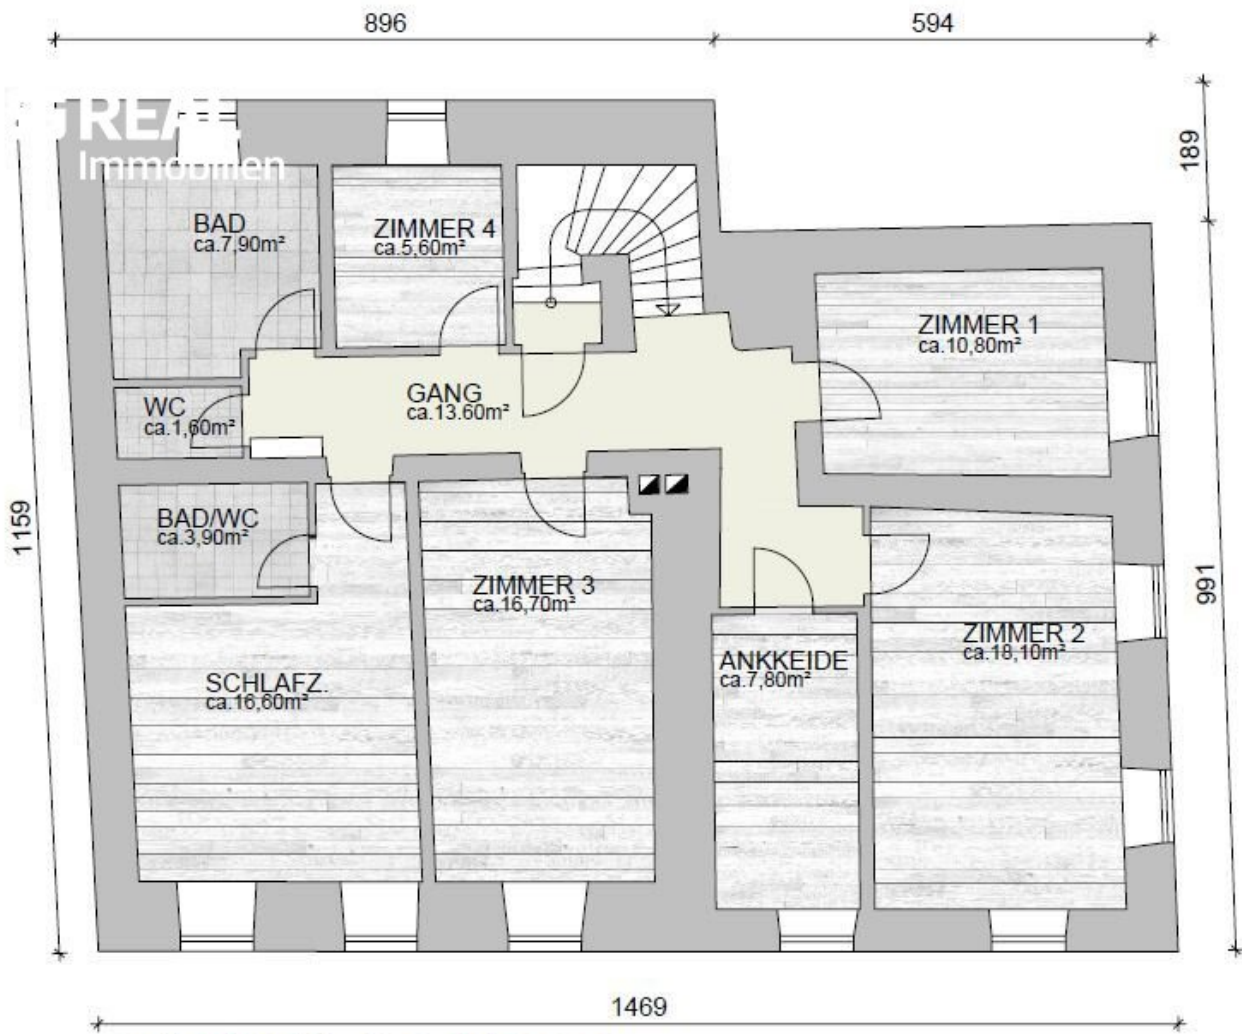 896
594
189
REAL
Immobilien
BAD
ca.7,90m²
ZIMMER 4
ca.5,60m²
ZIMMER 1
ca.10,80m²
GANG
ca.13.60m²
WC
ca.1,60m²
1159
BAD/WC
ca.3,90m²
ZIMMER 3
ca.16,70m²
991
ZIMMER 2
ca.18,10m²
ANKKEIDE
ca.7,80m²
SCHLAFZ.
ca.16,60m²
1469